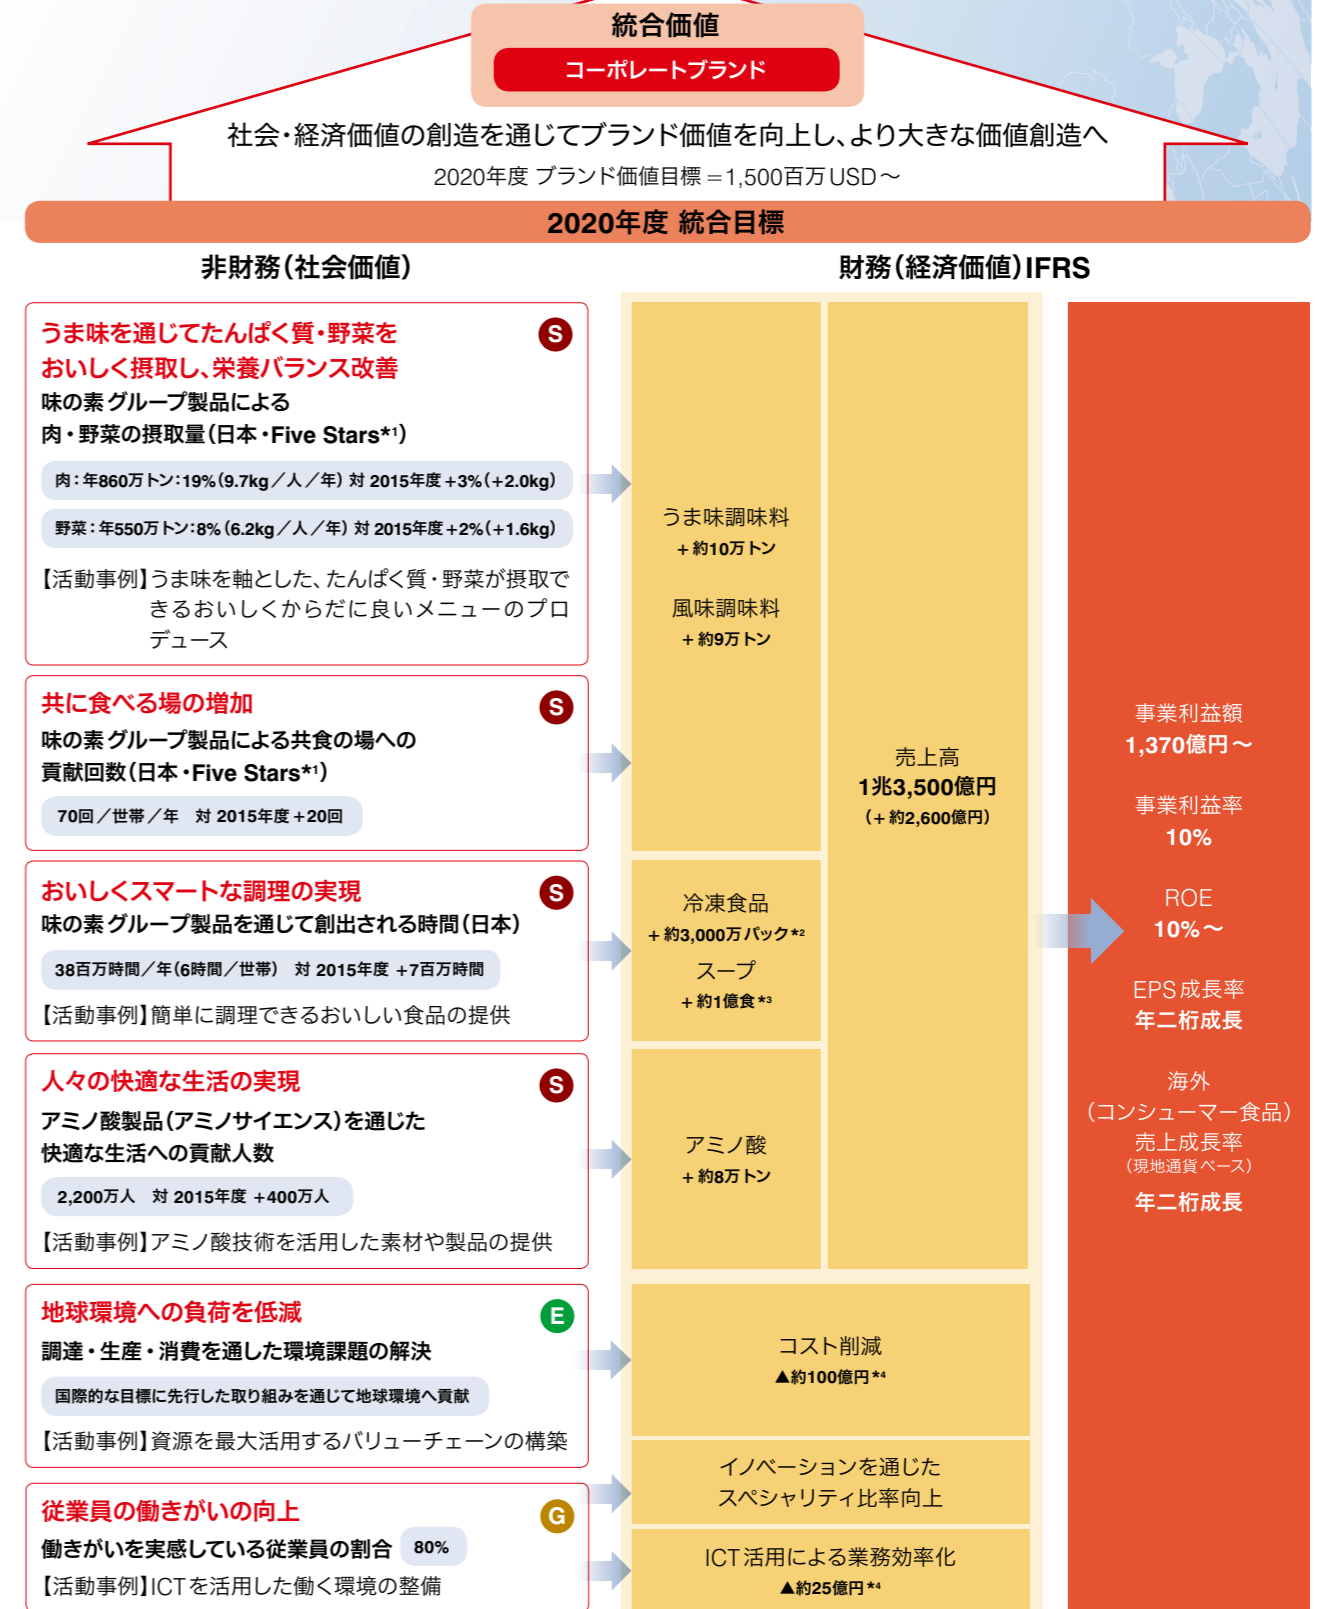 統合価値
コーポレートブランド
社会・経済価値の創造を通じてブランド価値を向上し、より大きな価値創造へ
2020年度 ブランド価値目標＝1,500百万USD～
2020年度 統合目標
非財務（社会価値）
財務（経済価値）IFRS
うま味を通じてたんぱく質・野菜を
おいしく摂取し、栄養バランス改善
S
味の素グループ製品による
肉・野菜の摂取量（日本・Five Stars*1）
肉：年860万トン：19%（9.7kg／人／年） 対 2015年度+3%（+2.0kg）
野菜：年550万トン：8%（6.2kg／人／年） 対 2015年度+2%（+1.6kg）
【活動事例】うま味を軸とした、たんぱく質・野菜が摂取で
きるおいしくからだに良いメニューのプロ
デュース
共に食べる場の増加
S
味の素グループ製品による共食の場への
貢献回数（日本・Five Stars*1）
70回／世帯／年　対 2015年度+20回
おいしくスマートな調理の実現
S
味の素グループ製品を通じて創出される時間（日本）
38百万時間／年（6時間／世帯）　対 2015年度 +7百万時間
【活動事例】簡単に調理できるおいしい食品の提供
人々の快適な生活の実現
S
アミノ酸製品（アミノサイエンス）を通じた
快適な生活への貢献人数
2,200万人　対 2015年度 +400万人
【活動事例】アミノ酸技術を活用した素材や製品の提供
地球環境への負荷を低減
E
調達・生産・消費を通した環境課題の解決
国際的な目標に先行した取り組みを通じて地球環境へ貢献
【活動事例】資源を最大活用するバリューチェーンの構築
従業員の働きがいの向上
G
働きがいを実感している従業員の割合 80%
【活動事例】ICTを活用した働く環境の整備
うま味調味料
+約10万トン
風味調味料
+約9万トン
冷凍食品
+約3,000万パック*2
スープ
+約1億食*3
アミノ酸
+約8万トン
売上高
1兆3,500億円
（+約2,600億円）
コスト削減
▲約100億円*4
イノベーションを通じた
スペシャリティ比率向上
ICT活用による業務効率化
▲約25億円*4
事業利益額
1,370億円～
事業利益率
10%
ROE
10%～
EPS成長率
年二桁成長
海外
（コンシューマー食品）
売上成長率
（現地通貨ベース）
年二桁成長